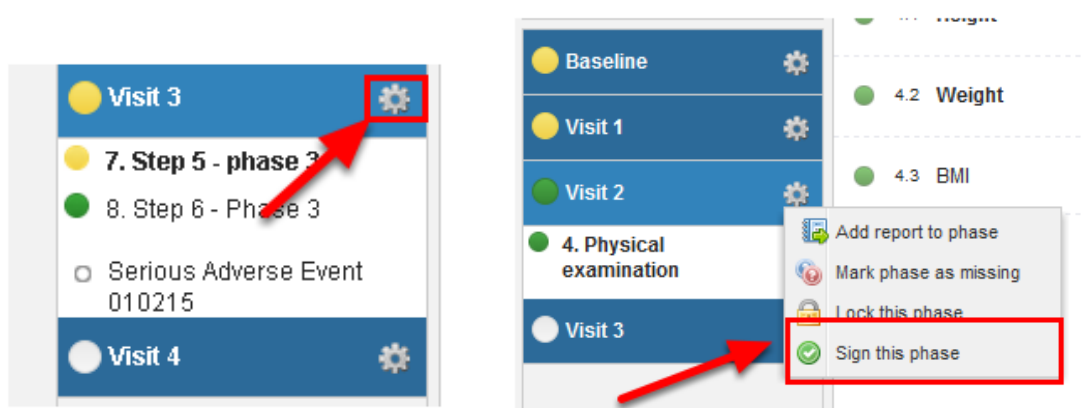 Visit 3
7. Step 5 - phase 3
8. Step 6 - Phase 3
Serious Adverse Event
010215
Visit 4
Baseline
Visit 1
Visit 2
4. Physical
examination
Visit 3
4.2 Weight
4.3 BMI
Add report to phase
Mark phase as missing
Lock this phase
Sign this phase